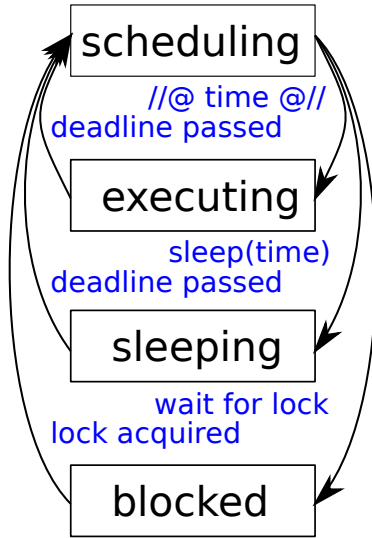 scheduling
//@ time @//
deadline passed
executing
sleep(time)
deadline passed
sleeping
wait for lock
lock acquired
blocked